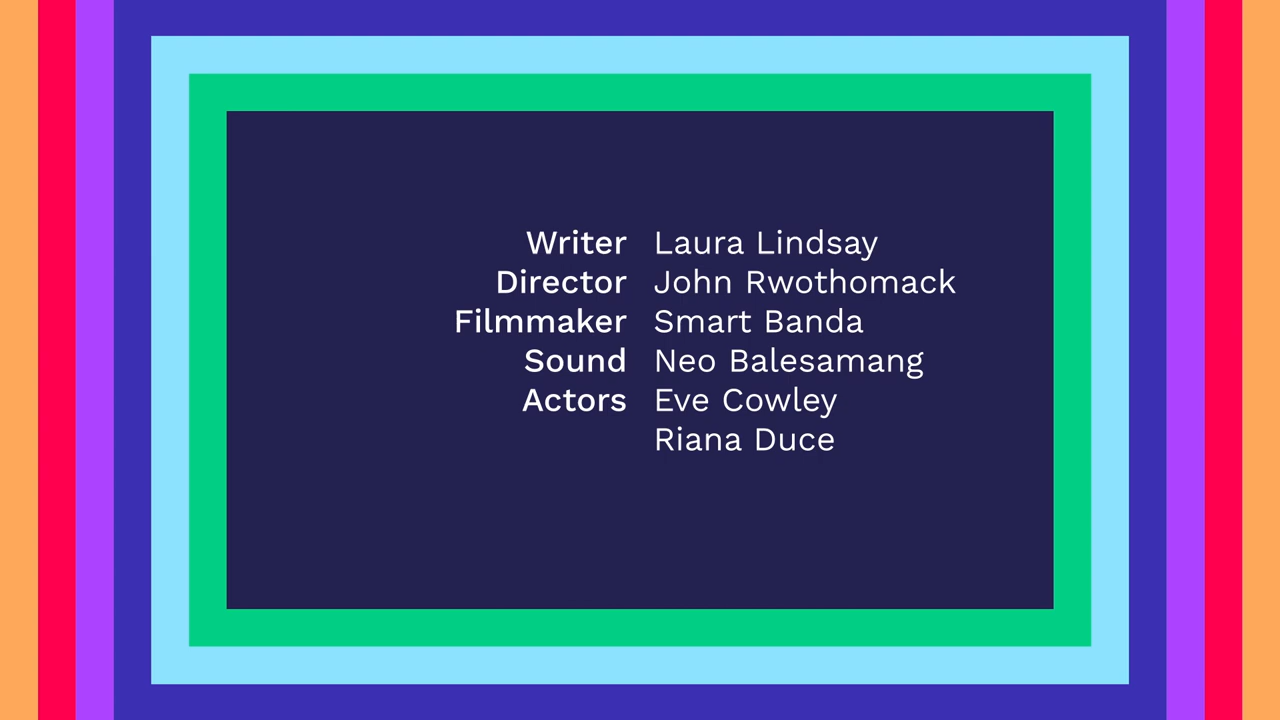 Writer Laura Lindsay
Director John Rwothomack
Filmmaker Smart Banda
Sound Neo Balesamang
Actors Eve Cowley
Riana Duce